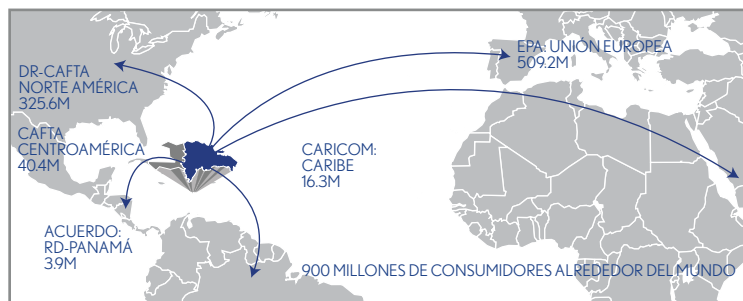 EPA: UNIÓN EUROPEA
509.2M
DR-CAFTA
NORTE AMÉRICA
325.6M
CAFTA
CENTROAMÉRICA
40.4M
CARICOM:
CARIBE
16.3M
ACUERDO:
RD-PANAMÁ
3.9M
900 MILLONES DE CONSUMIDORES ALREDEDOR DEL MUNDO